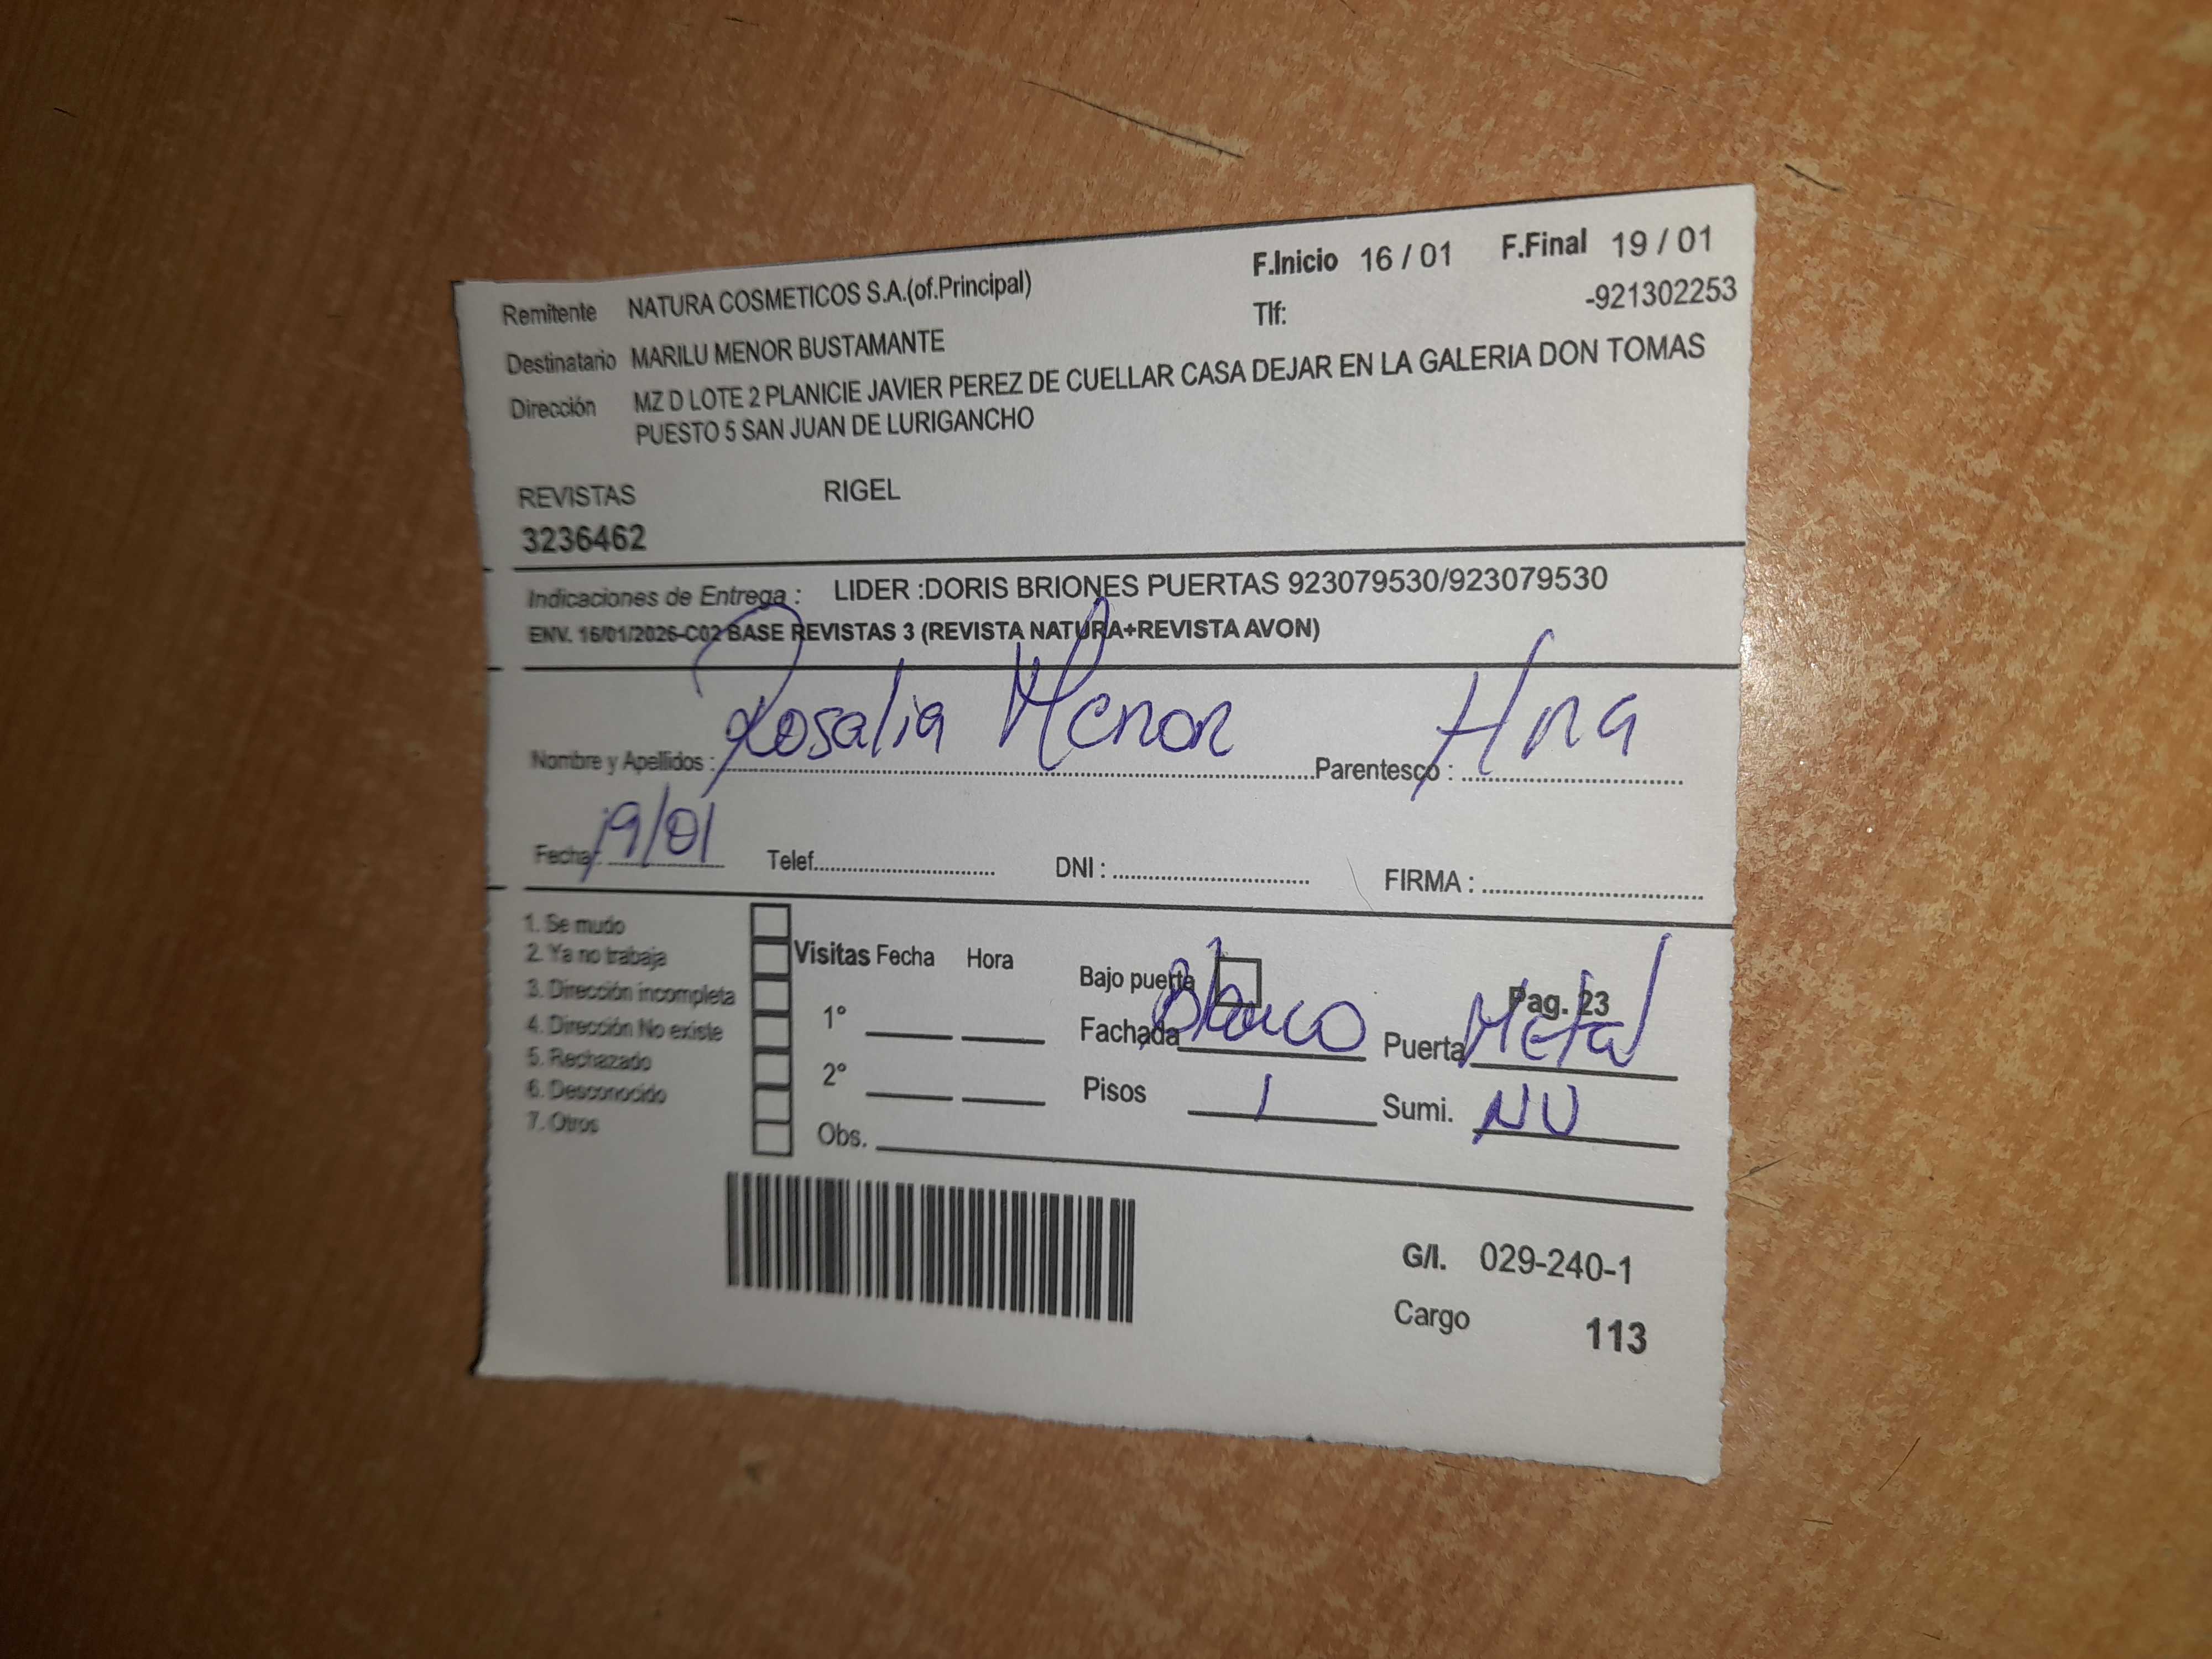 Remitente NATURA COSMETICOS S.A.(of.Principal) F.Inicio 16 / 01 F.Final 19 / 01
Tlf: -921302253
Destinatario MARILU MENOR BUSTAMANTE
Dirección MZ D LOTE 2 PLANICIE JAVIER PEREZ DE CUELLAR CASA DEJAR EN LA GALERIA DON TOMAS
PUESTO 5 SAN JUAN DE LURIGANCHO
REVISTAS RIGEL
3236462
Indicaciones de Entrega : LIDER :DORIS BRIONES PUERTAS 923079530/923079530
ENV. 16/01/2026-C02 BASE REVISTAS 3 (REVISTA NATURA+REVISTA AVON)
Nombre y Apellidos : Rosalia Menor Parentesco : Hna
Fecha: 19/01 Telef. DNI : FIRMA :
1. Se mudo
2. Ya no trabaja
3. Dirección incompleta
4. Dirección No existe
5. Rechazado
6. Desconocido
7. Otros
Visitas Fecha Hora
1°
2°
Obs.
Bajo puerta Pag. 23
Fachada Blanco Puerta Metal
Pisos 1 Sumi. NU
G/I. 029-240-1
Cargo 113